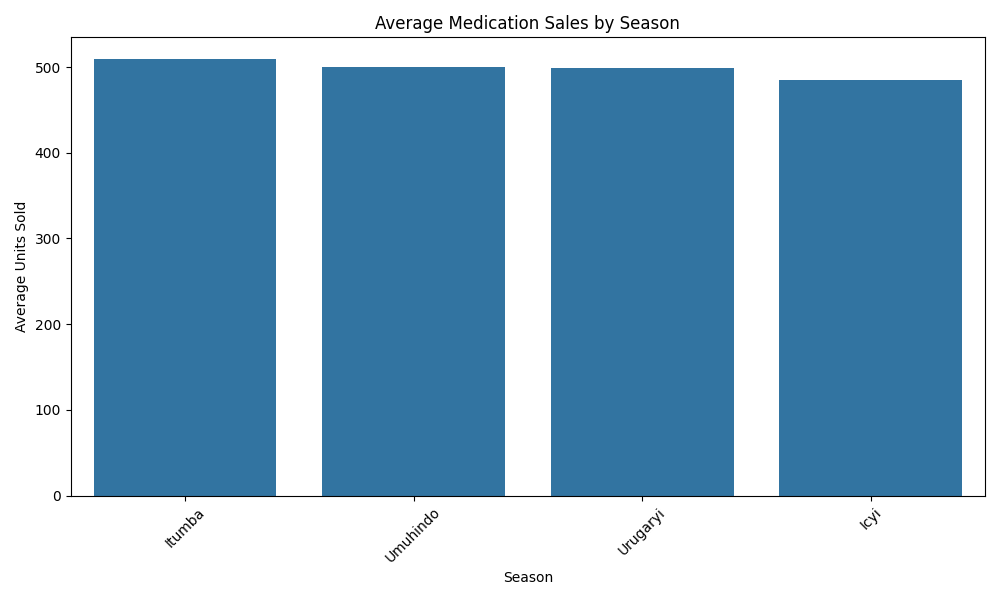 Average Medication Sales by Season
Average Units Sold
500
400
300
200
100
0
Itumba
Umuhindo
Urugaryi
Icyi
Season